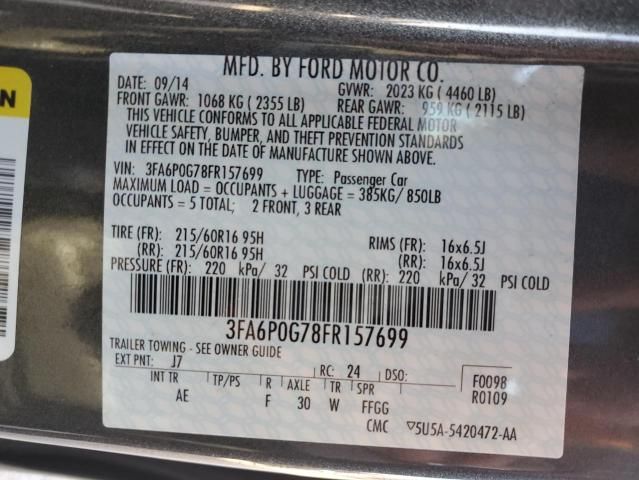 MFD. BY FORD MOTOR CO.
DATE: 09/14 GVWR: 2023 KG ( 4460 LB)
FRONT GAWR: 1068 KG ( 2355 LB) REAR GAWR: 959 KG ( 2115 LB)
THIS VEHICLE CONFORMS TO ALL APPLICABLE FEDERAL MOTOR
VEHICLE SAFETY, BUMPER, AND THEFT PREVENTION STANDARDS
IN EFFECT ON THE DATE OF MANUFACTURE SHOWN ABOVE.
VIN: 3FA6P0G78FR157699 TYPE: Passenger Car
MAXIMUM LOAD = OCCUPANTS + LUGGAGE = 385KG/ 850LB
OCCUPANTS = 5 TOTAL; 2 FRONT, 3 REAR
TIRE (FR): 215/60R16 95H RIMS (FR): 16x6.5J
(RR): 215/60R16 95H (RR): 16x6.5J
PRESSURE (FR): 220 kPa/ 32 PSI COLD (RR): 220 kPa/ 32 PSI COLD
3FA6P0G78FR157699
TRAILER TOWING - SEE OWNER GUIDE
EXT PNT: J7 RC: 24 DSO: F0098
INT TR TP/PS R AXLE TR SPR R0109
AE F 30 W FFGG
CMC ▽5U5A-5420472-AA